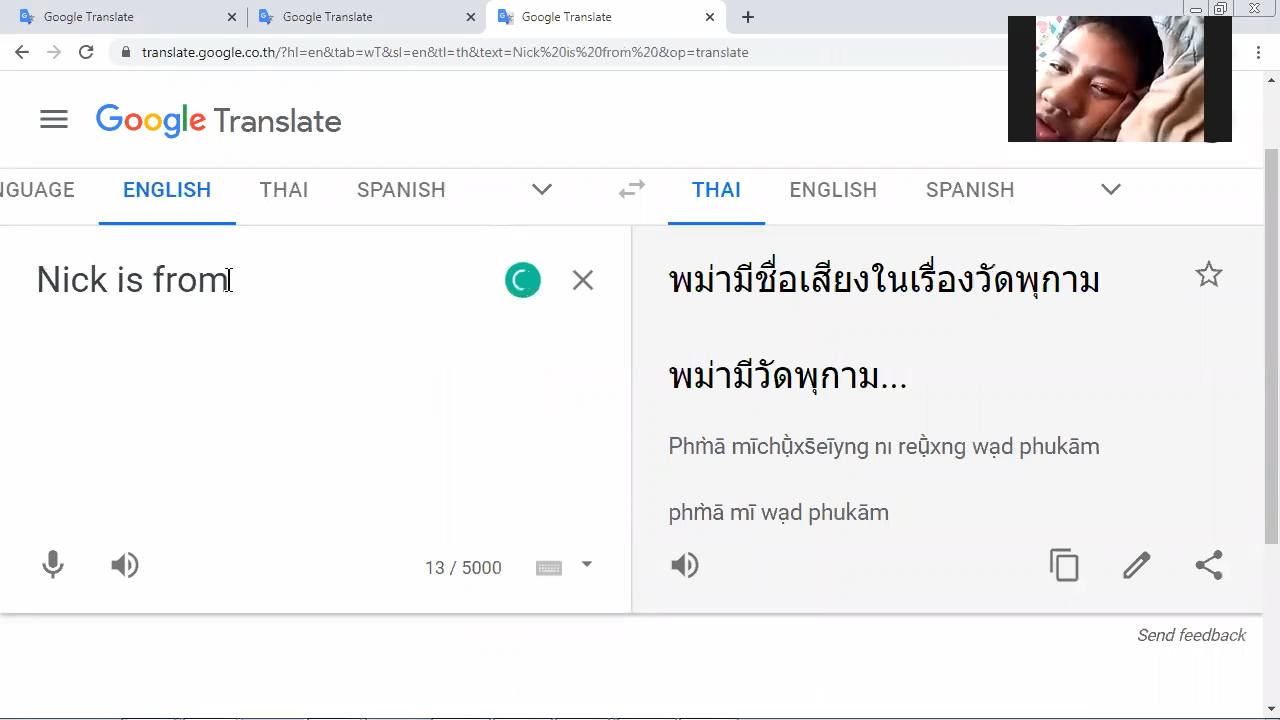 Google Translate
Google Translate
Google Translate
translate.google.co.th/?hl=en&tab=wT&sl=en&tl=th&text=Nick%20is%20from%20&op=translate
Google Translate
NGUAGE ENGLISH THAI SPANISH
THAI ENGLISH SPANISH
Nick is from
13 / 5000
พม่ามีชื่อเสียงในเรื่องวัดพุกาม
พม่ามีวัดพุกาม...
Phm̀ā mīchụ̄̀xs̄eīyng nı reụ̄̀xng wạd phukām
phm̀ā mī wạd phukām
Send feedback